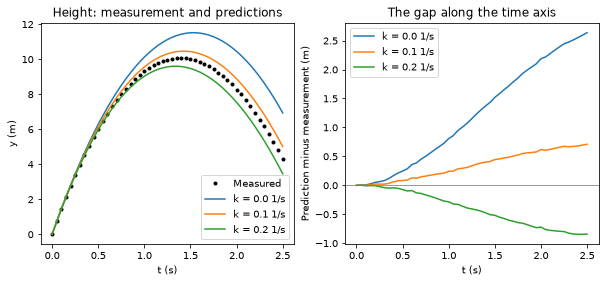 Height: measurement and predictions
y (m)
12
10
8
6
4
2
0
0.0 0.5 1.0 1.5 2.0 2.5
t (s)
Measured
k = 0.0 1/s
k = 0.1 1/s
k = 0.2 1/s
The gap along the time axis
Prediction minus measurement (m)
2.5
2.0
1.5
1.0
0.5
0.0
−0.5
−1.0
0.0 0.5 1.0 1.5 2.0 2.5
t (s)
k = 0.0 1/s
k = 0.1 1/s
k = 0.2 1/s